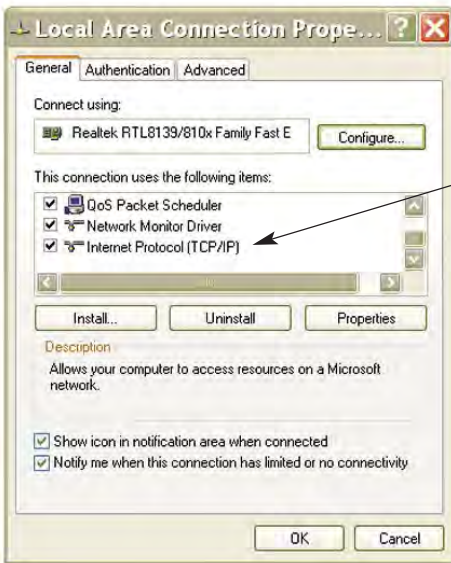 Local Area Connection Prope...
General Authentication Advanced
Connect using:
Realtek RTL8139/810x Family Fast E
Configure...
This connection uses the following items:
QoS Packet Scheduler
Network Monitor Driver
Internet Protocol (TCP/IP)
Install... Uninstall Properties
Description
Allows your computer to access resources on a Microsoft
network.
Show icon in notification area when connected
Notify me when this connection has limited or no connectivity
OK Cancel